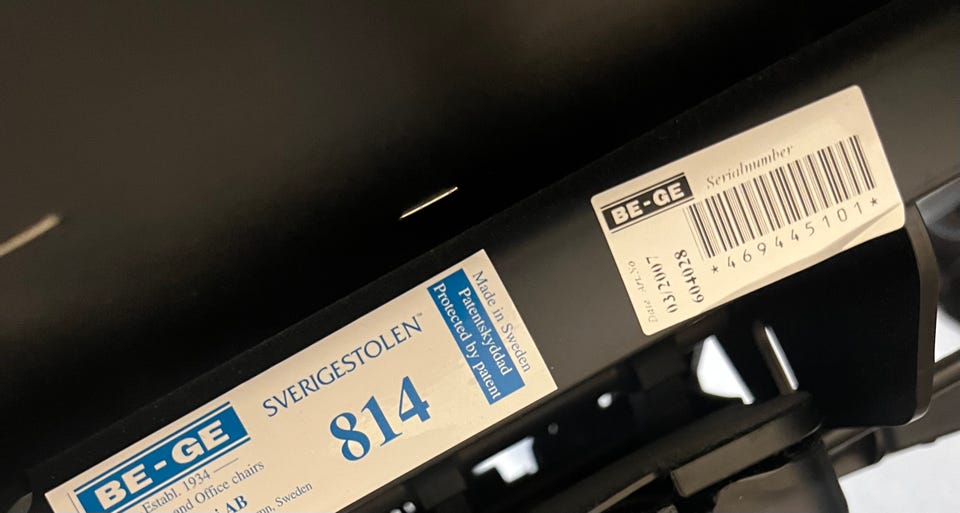 BE-GE
Establ. 1934
and Office chairs
AB
Sweden
SVERIGESTOLEN™
814
Made in Sweden
Patentskyddad
Protected by patent
BE-GE
Serialnumber
*469445101*
Date Art.No
03/2007
604028